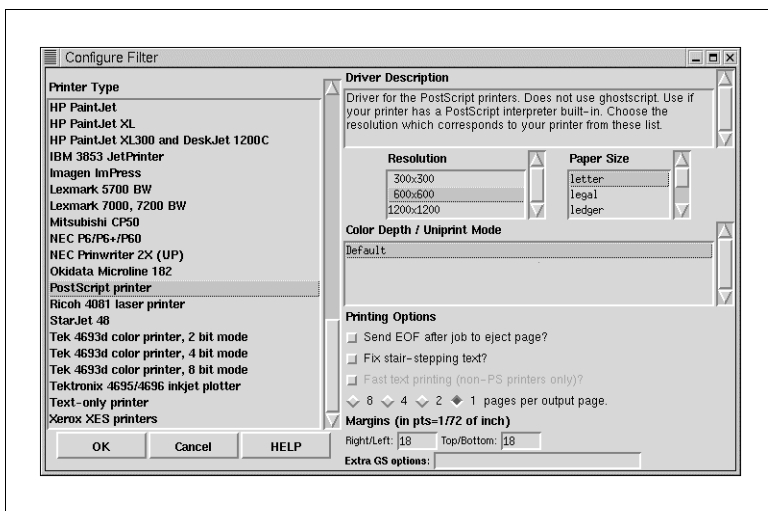 Configure Filter
Printer Type
HP PaintJet
HP PaintJet XL
HP PaintJet XL300 and DeskJet 1200C
IBM 3853 JetPrinter
Imagen ImPress
Lexmark 5700 BW
Lexmark 7000, 7200 BW
Mitsubishi CP50
NEC P6/P6+/P60
NEC Prinwriter 2X (UP)
Okidata Microline 182
PostScript printer
Ricoh 4081 laser printer
StarJet 48
Tek 4693d color printer, 2 bit mode
Tek 4693d color printer, 4 bit mode
Tek 4693d color printer, 8 bit mode
Tektronix 4695/4696 inkjet plotter
Text-only printer
Xerox XES printers
OK Cancel HELP
Driver Description
Driver for the PostScript printers. Does not use ghostscript. Use if
your printer has a PostScript interpreter built-in. Choose the
resolution which corresponds to your printer from these list.
Resolution
300x300
600x600
1200x1200
Paper Size
letter
legal
ledger
Color Depth / Uniprint Mode
Default
Printing Options
Send EOF after job to eject page?
Fix stair-stepping text?
Fast text printing (non-PS printers only)?
8 4 2 1 pages per output page.
Margins (in pts=1/72 of inch)
Right/Left: 18 Top/Bottom: 18
Extra GS options: